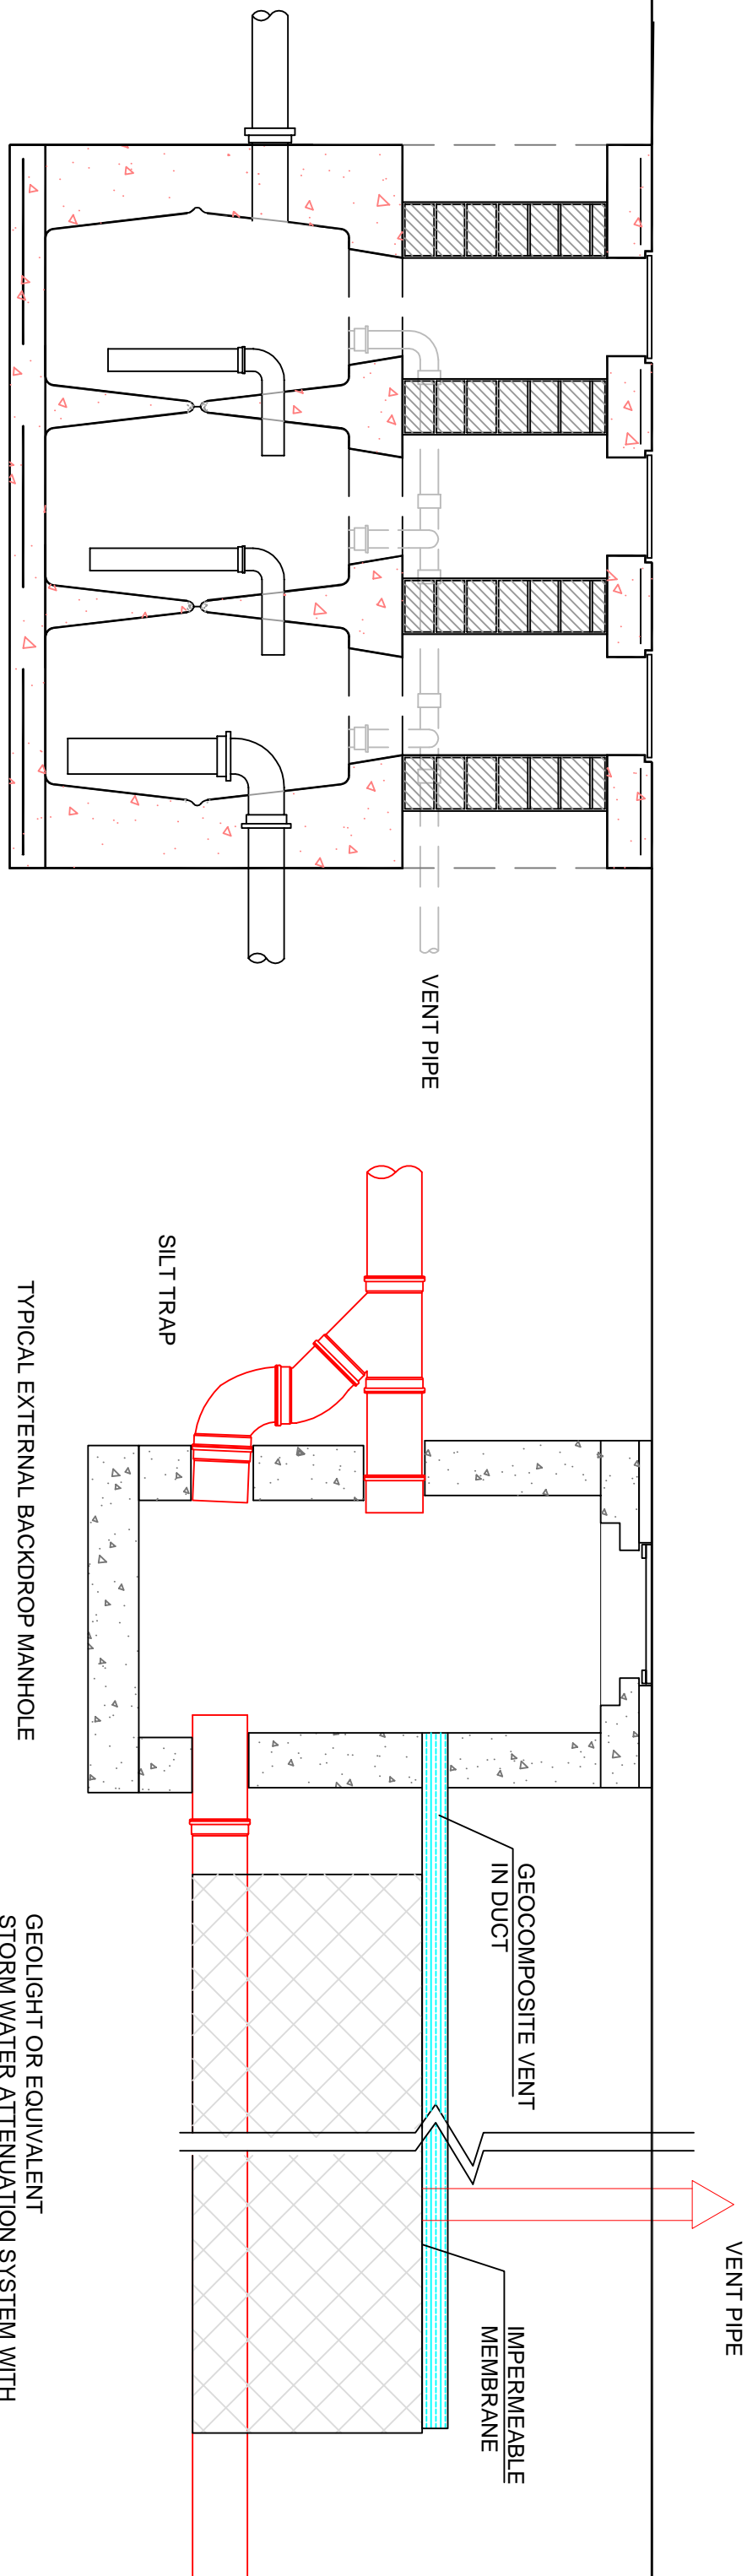 VENT PIPE
SILT TRAP
TYPICAL EXTERNAL BACKDROP MANHOLE
GEOCOMPOSITE VENT
IN DUCT
VENT PIPE
IMPERMEABLE
MEMBRANE
GEOLIGHT OR EQUIVALENT
STORM WATER ATTENUATION SYSTEM WITH